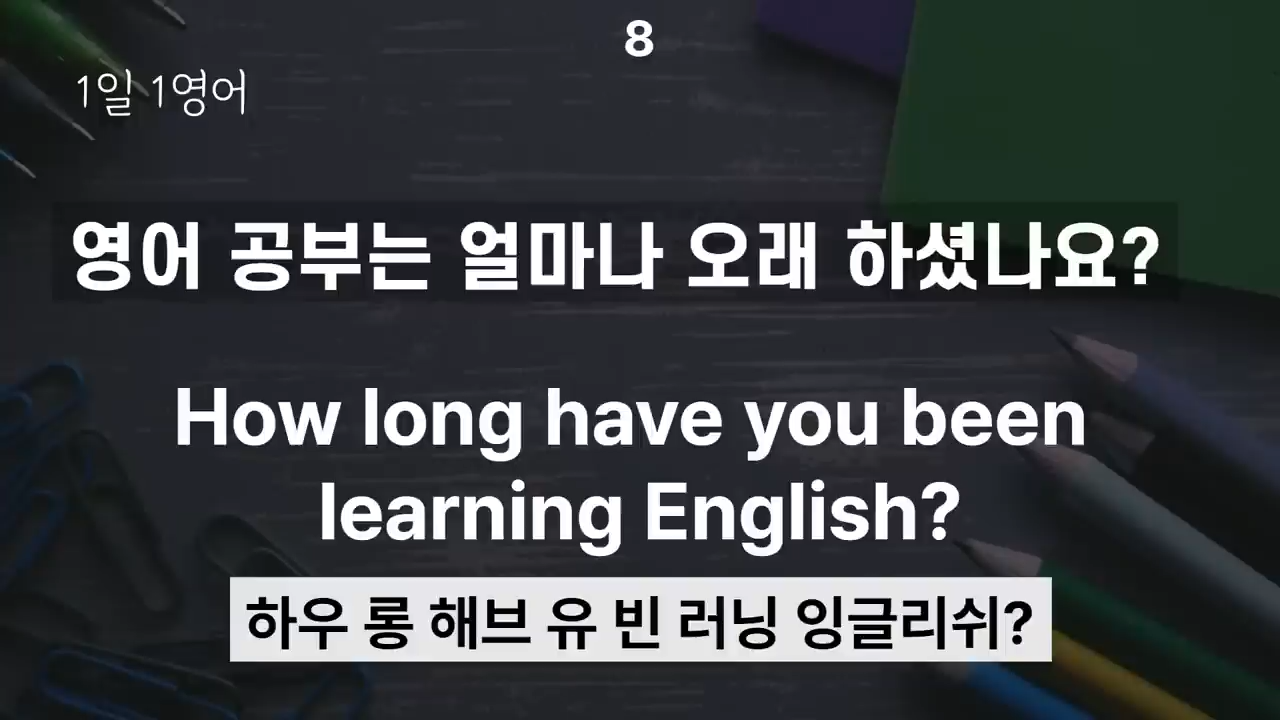 8
1일 1영어
영어 공부는 얼마나 오래 하셨나요?
How long have you been
learning English?
하우 롱 해브 유 빈 러닝 잉글리쉬?